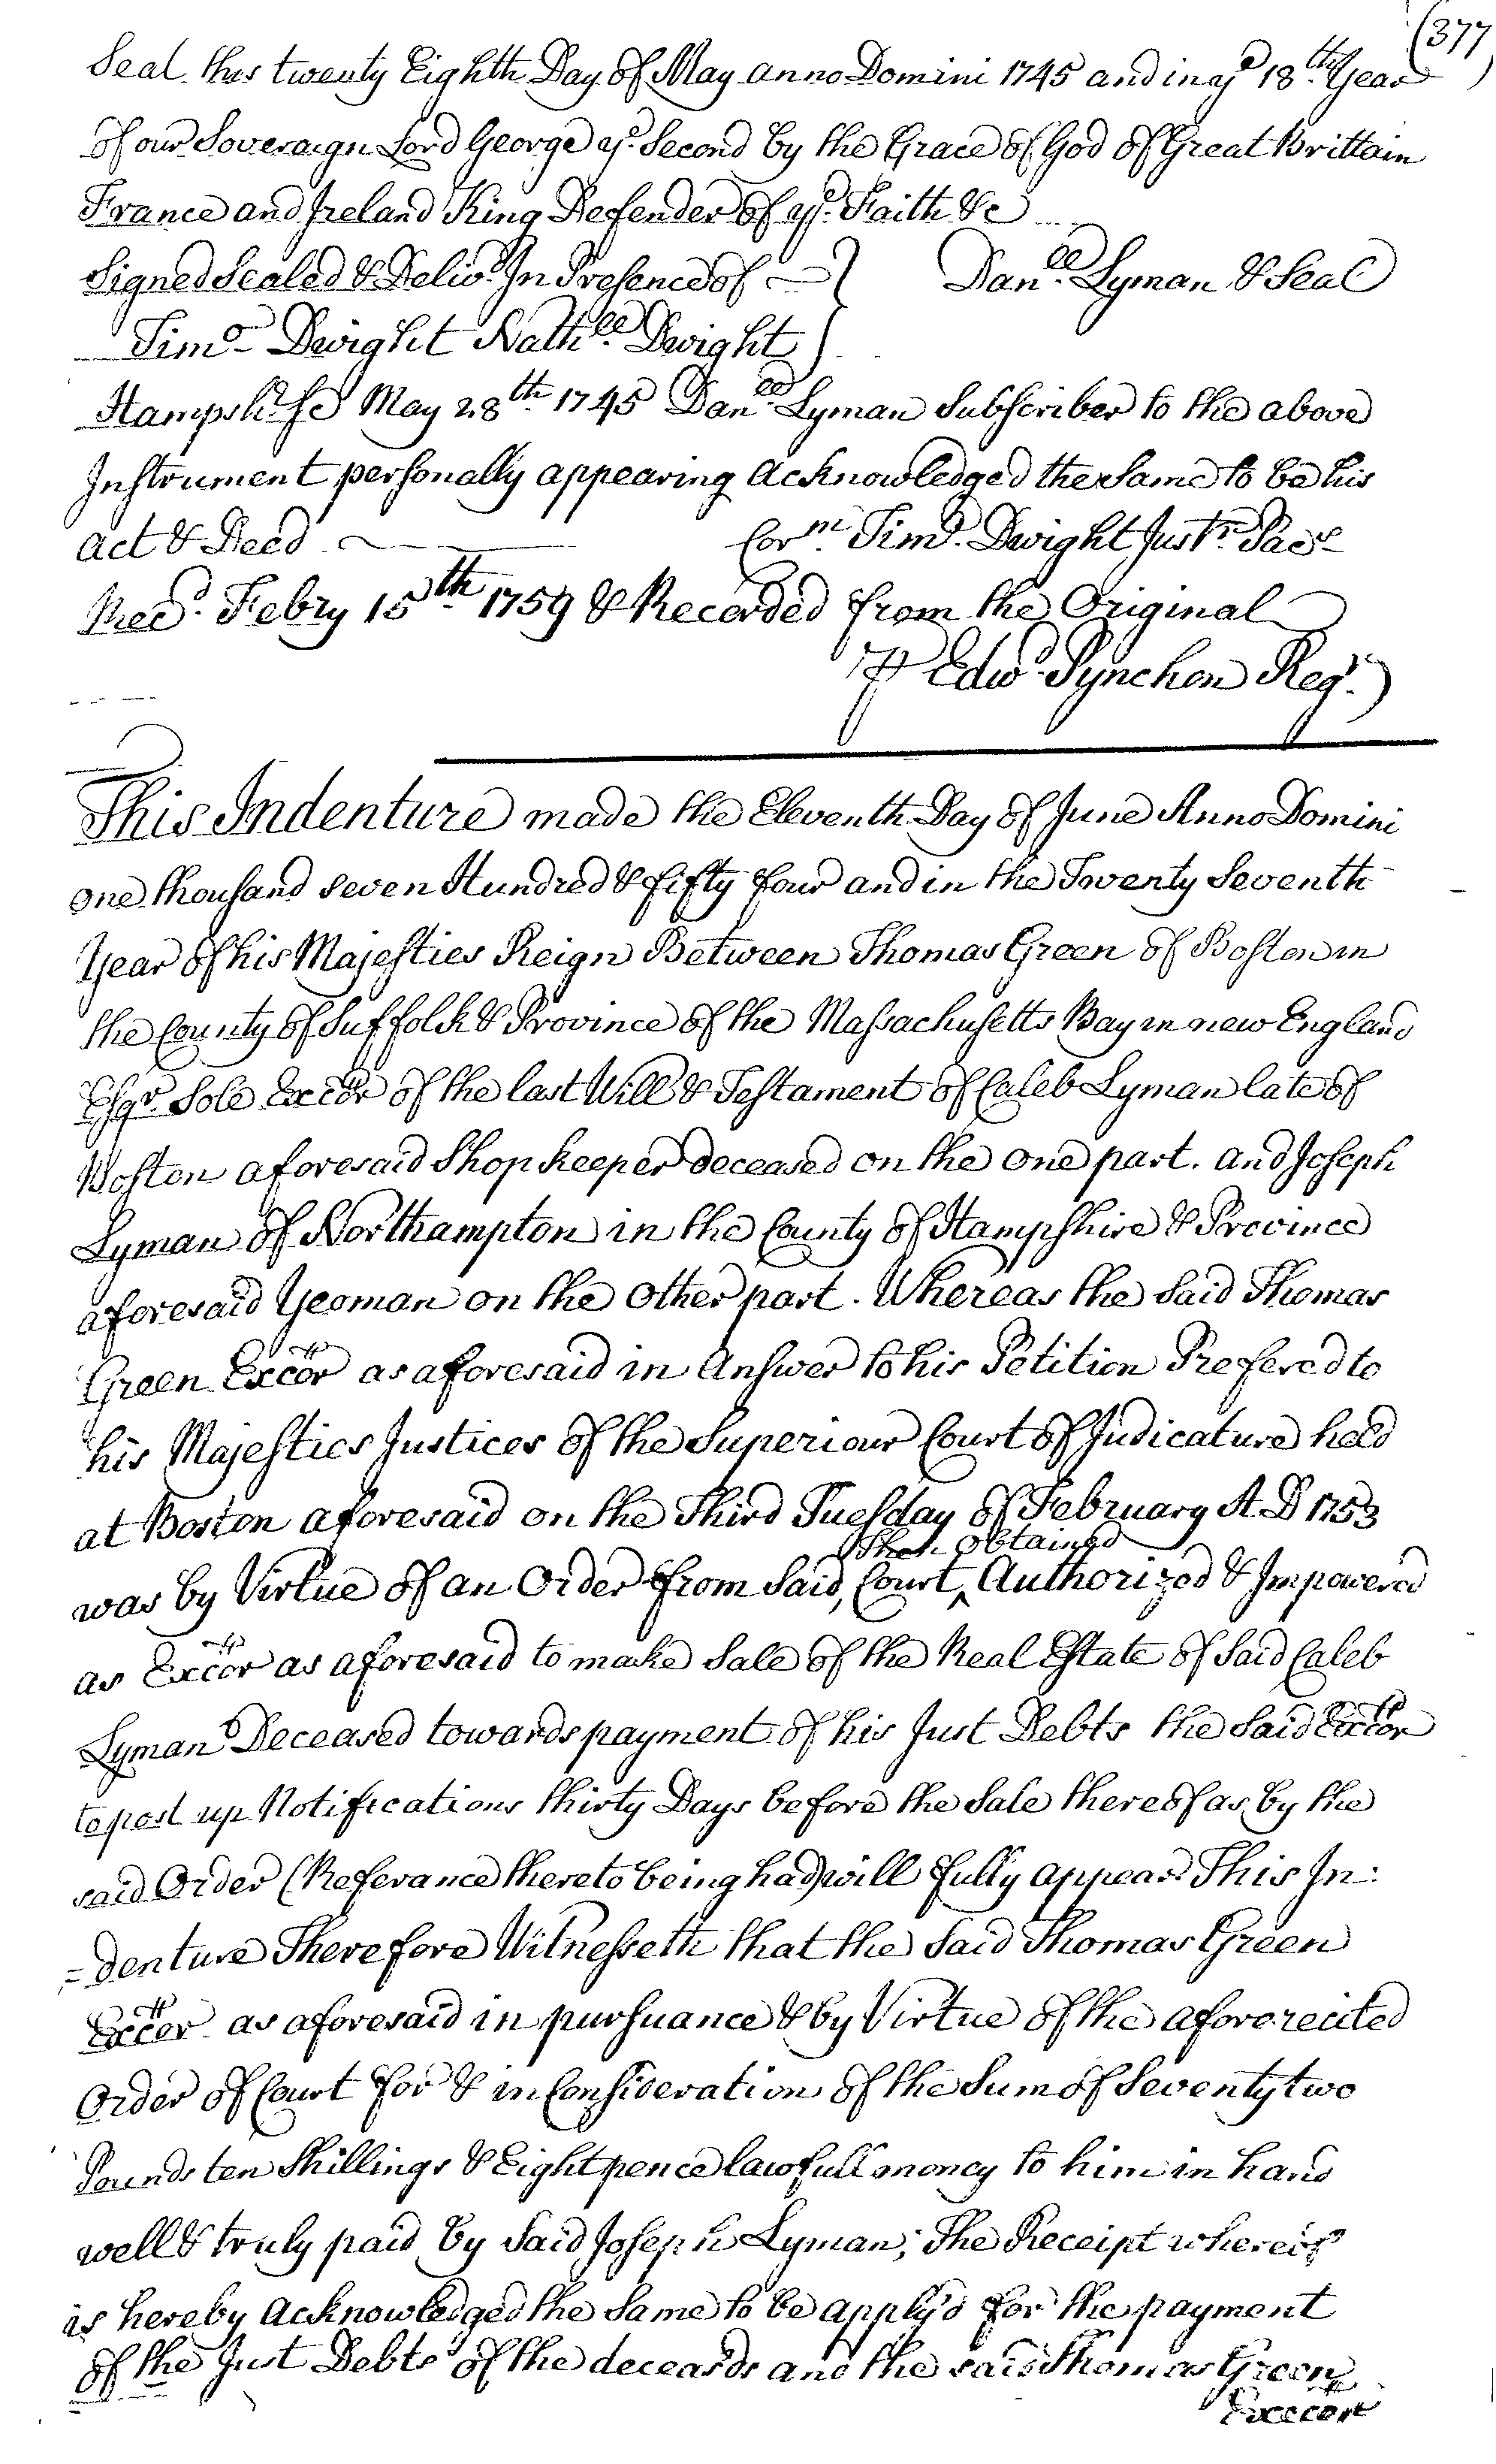 (377)
Seal this twenty Eighth Day of May anno Domini 1745 and in ye 18th Year
of our Soveraign Lord George ye Second by the Grace of God of Great Brittain
France and Ireland King Defender of ye Faith &c
Signed Sealed & Delivd In Presence of — } Danll Lyman & Seal
Timo Dwight Nathll Dwight
Hampshr sc May 28th 1745 Danll Lyman Subscriber to the above
Instrument personally appearing Acknowledged the Same to be his
act & Deed — Corm Timo Dwight Justs Pacs
Recd. Febry 15th 1759 & Recorded from the Original
⅌ Edwd Pynchon Regr.
This Indenture made the Eleventh Day of June Anno Domini
one thousand seven Hundred & fifty four and in the Twenty Seventh
Year of his Majesties Reign Between Thomas Green of Boston in
the County of Suffolk & Province of the Massachusetts Bay in new England
Esqr Sole Excor of the last Will & Testament of Caleb Lyman late of
Boston aforesaid Shopkeeper deceased on the one part. and Joseph
Lyman of Northampton in the County of Hampshire & Province
aforesaid Yeoman on the Other part. Whereas the Said Thomas
Green Excor as aforesaid in Answer to his Petition Prefered to
his Majesties Justices of the Superiour Court of Judicature held
at Boston aforesaid on the Third Tuesday of February A.D 1753
was by Virtue of an Order from Said, Court ^ then obtained Authorized & Impowered
as Excor as aforesaid to make Sale of the Real Estate of Said Caleb
Lyman Deceased towards payment of his Just Debts the Said Excor
to post up Notifications thirty Days before the Sale thereof as by the
said Order (Referance thereto being had) will fully appear This In:
=denture Therefore Witnesseth that the Said Thomas Green
Excor as aforesaid in pursuance & by Virtue of the aforerecited
Order of Court for & in Consideration of the Sum of Seventy two
Pounds ten Shillings & Eight pence lawfull money to him in hand
well & truly paid by Said Joseph Lyman; The Receipt whereof
is hereby Acknowledged the Same to be apply'd for the payment
of the Just Debts of the deceas'ds and the said Thomas Green
Excecor